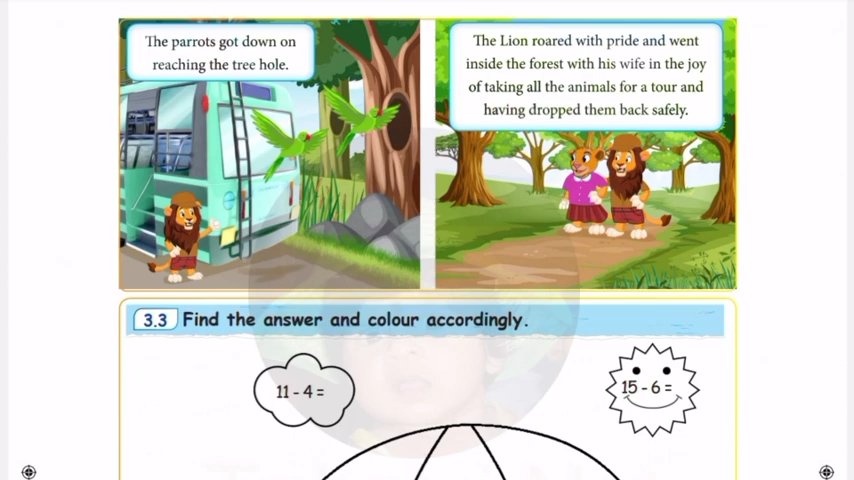 The parrots got down on
reaching the tree hole.
The Lion roared with pride and went
inside the forest with his wife in the joy
of taking all the animals for a tour and
having dropped them back safely.
3.3 Find the answer and colour accordingly.
11 - 4 =
15 - 6 =